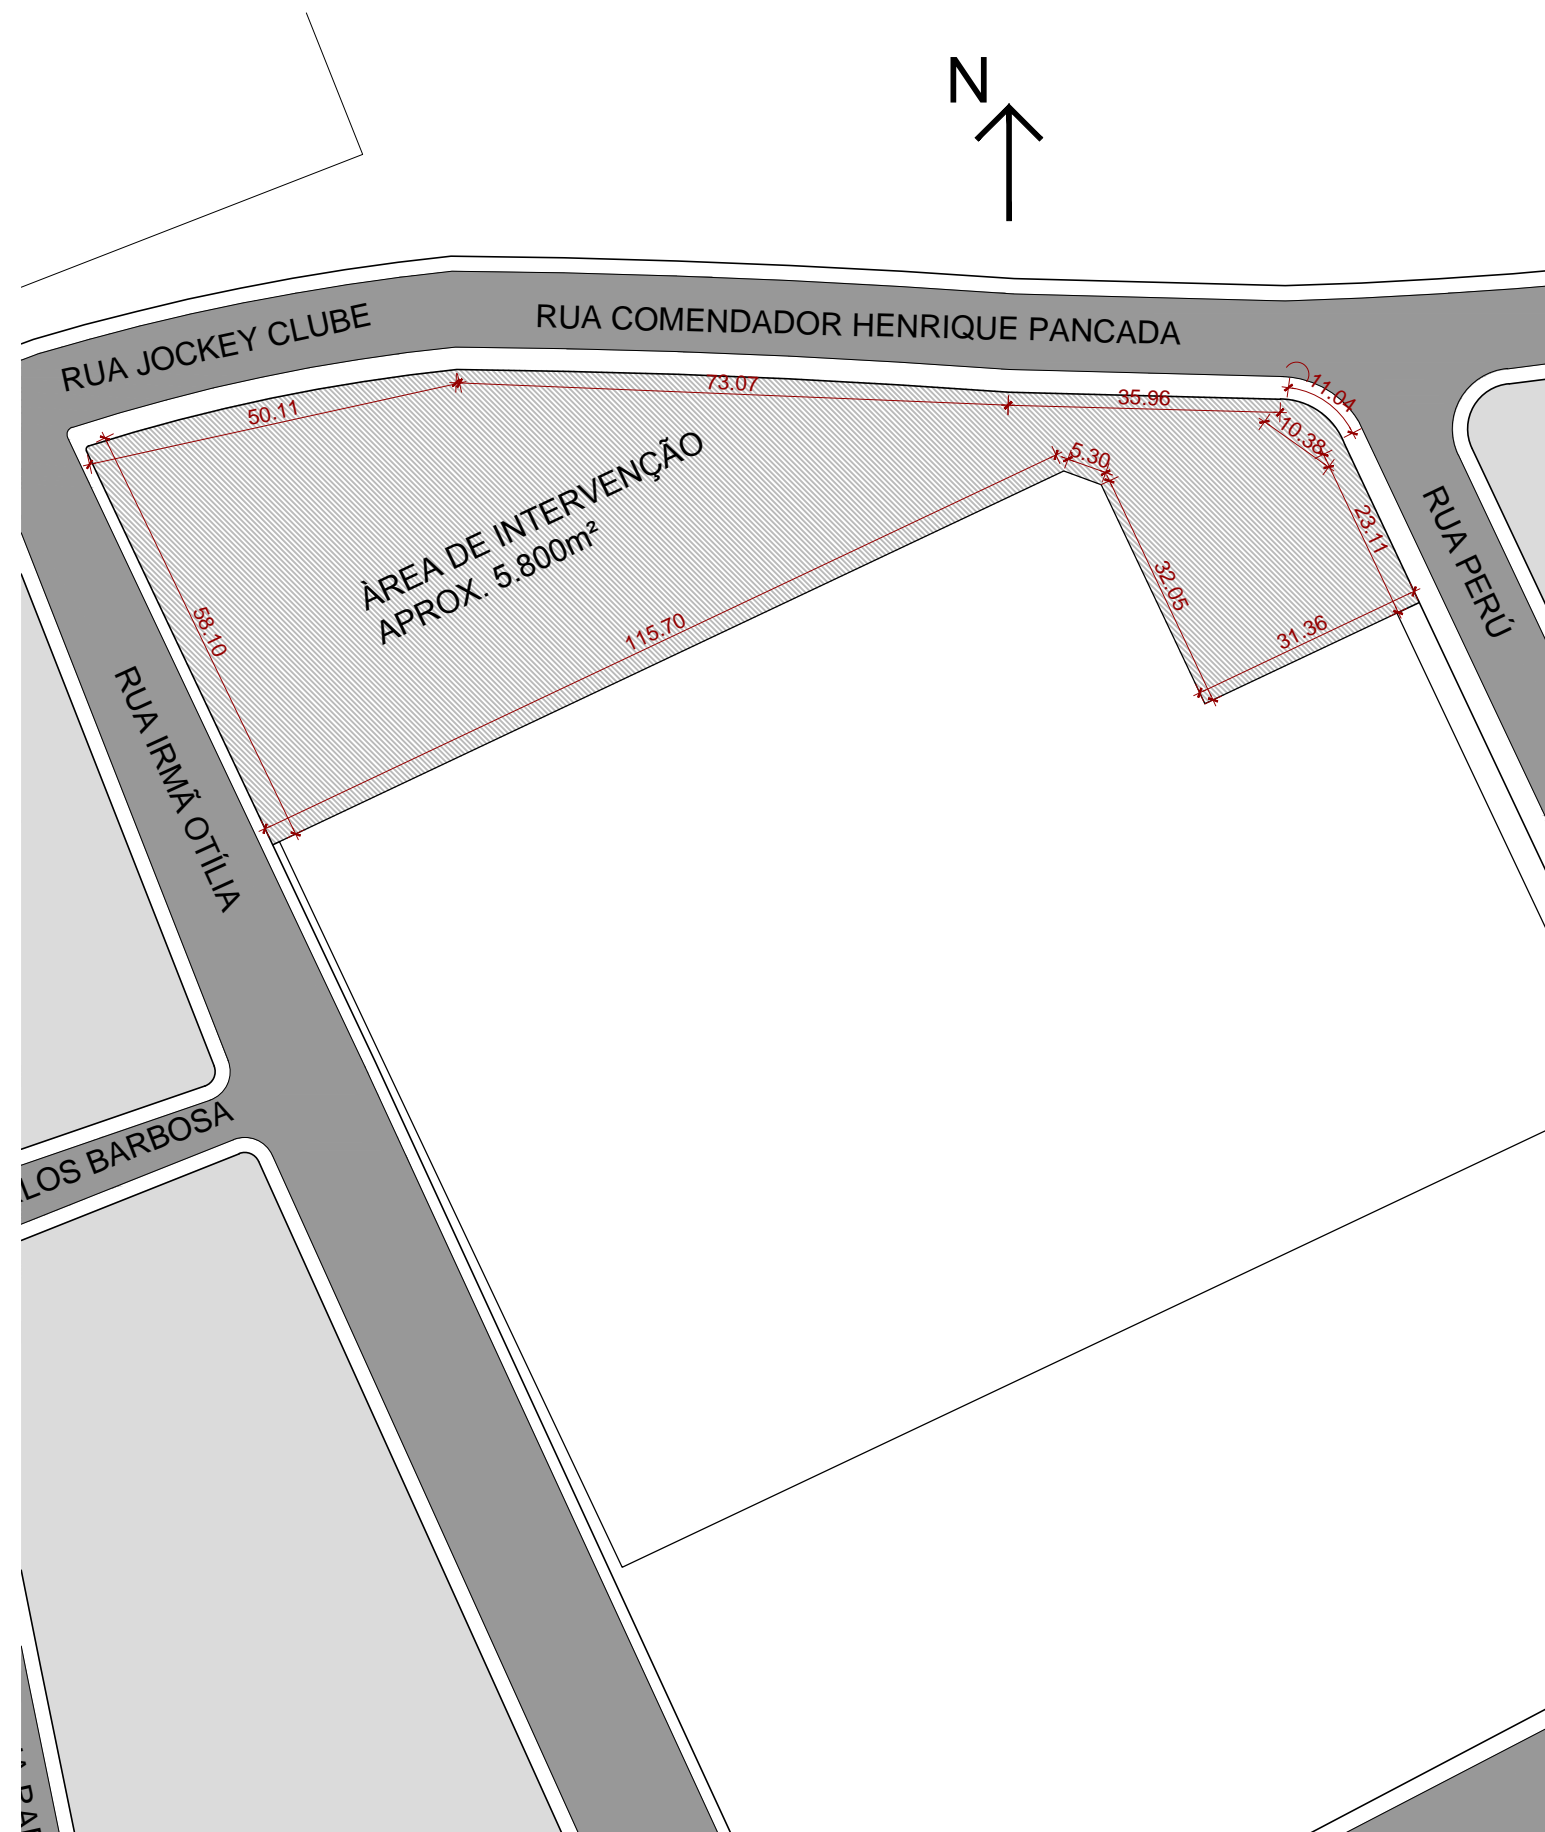 N
RUA JOCKEY CLUBE
RUA COMENDADOR HENRIQUE PANCADA
50.11
73.07
35.96
11.04
10.38
5.30
23.11
ÀREA DE INTERVENÇÃO
APROX. 5.800m²
RUA PERÚ
32.05
58.10
115.70
31.36
RUA IRMÃ OTÍLIA
LOS BARBOSA